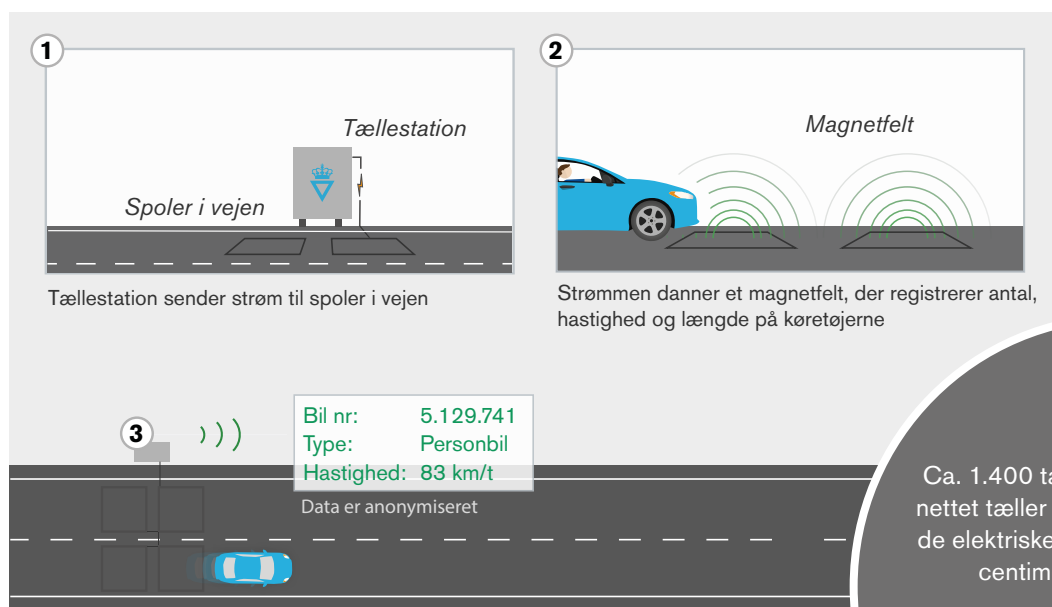 1
Tællestation
Spoler i vejen
Tællestation sender strøm til spoler i vejen
2
Magnetfelt
Strømmen danner et magnetfelt, der registrerer antal,
hastighed og længde på køretøjerne
3
Bil nr: 5.129.741
Type: Personbil
Hastighed: 83 km/t
Data er anonymiseret
Ca. 1.400
nettet tæller
de elektriske